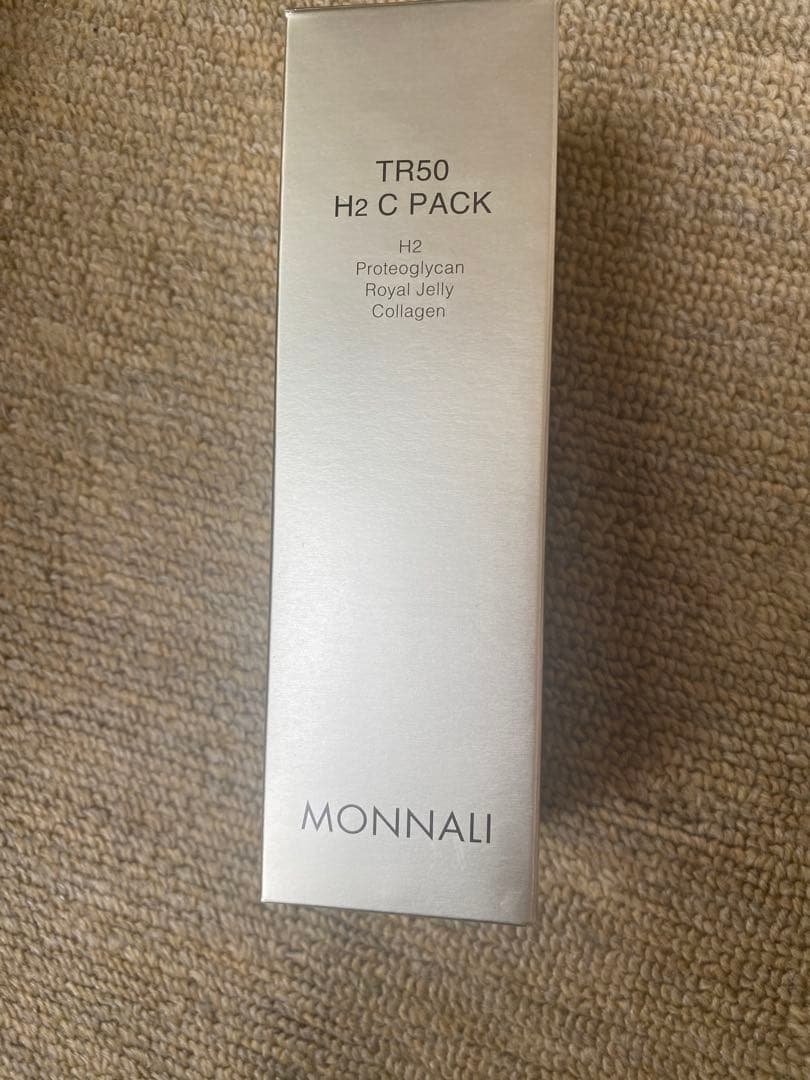 TR50
H2 C PACK
H2
Proteoglycan
Royal Jelly
Collagen
MONNALI